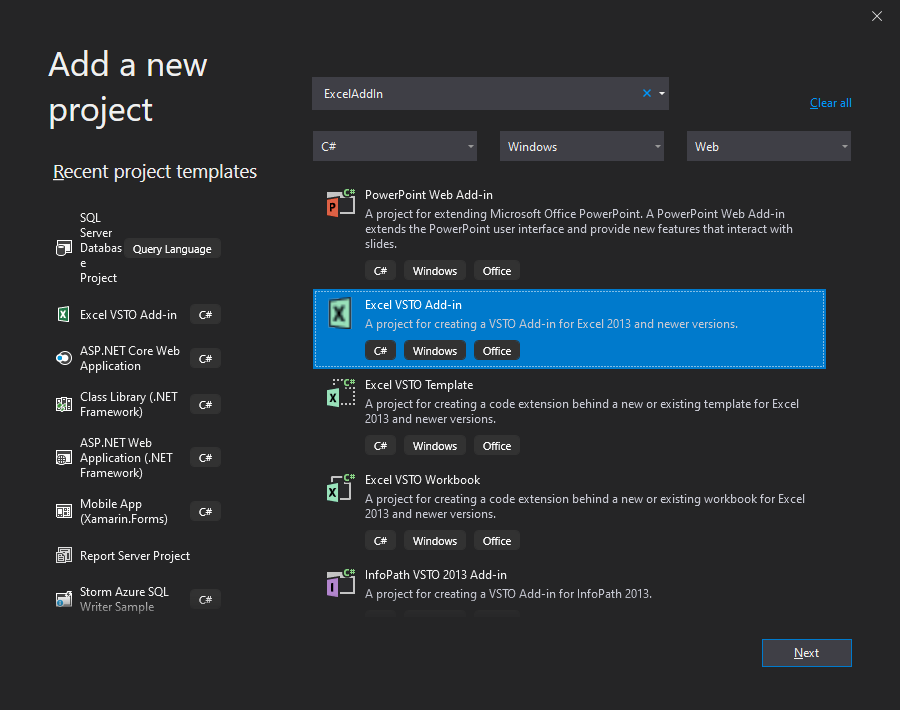 Add a new
project
Recent project templates
SQL
Server
Databas
e
Project
Query Language
Excel VSTO Add-in
C#
ASP.NET Core Web
Application
C#
Class Library (.NET
Framework)
C#
ASP.NET Web
Application (.NET
Framework)
C#
Mobile App
(Xamarin.Forms)
C#
Report Server Project
Storm Azure SQL
Writer Sample
C#
ExcelAddIn
Clear all
C#
Windows
Web
C#
PowerPoint Web Add-in
A project for extending Microsoft Office PowerPoint. A PowerPoint Web Add-in
extends the PowerPoint user interface and provide new features that interact with
slides.
C# Windows Office
Excel VSTO Add-in
A project for creating a VSTO Add-in for Excel 2013 and newer versions.
C# Windows Office
C#
Excel VSTO Template
A project for creating a code extension behind a new or existing template for Excel
2013 and newer versions.
C# Windows Office
C#
Excel VSTO Workbook
A project for creating a code extension behind a new or existing workbook for Excel
2013 and newer versions.
C# Windows Office
C#
InfoPath VSTO 2013 Add-in
A project for creating a VSTO Add-in for InfoPath 2013.
Next